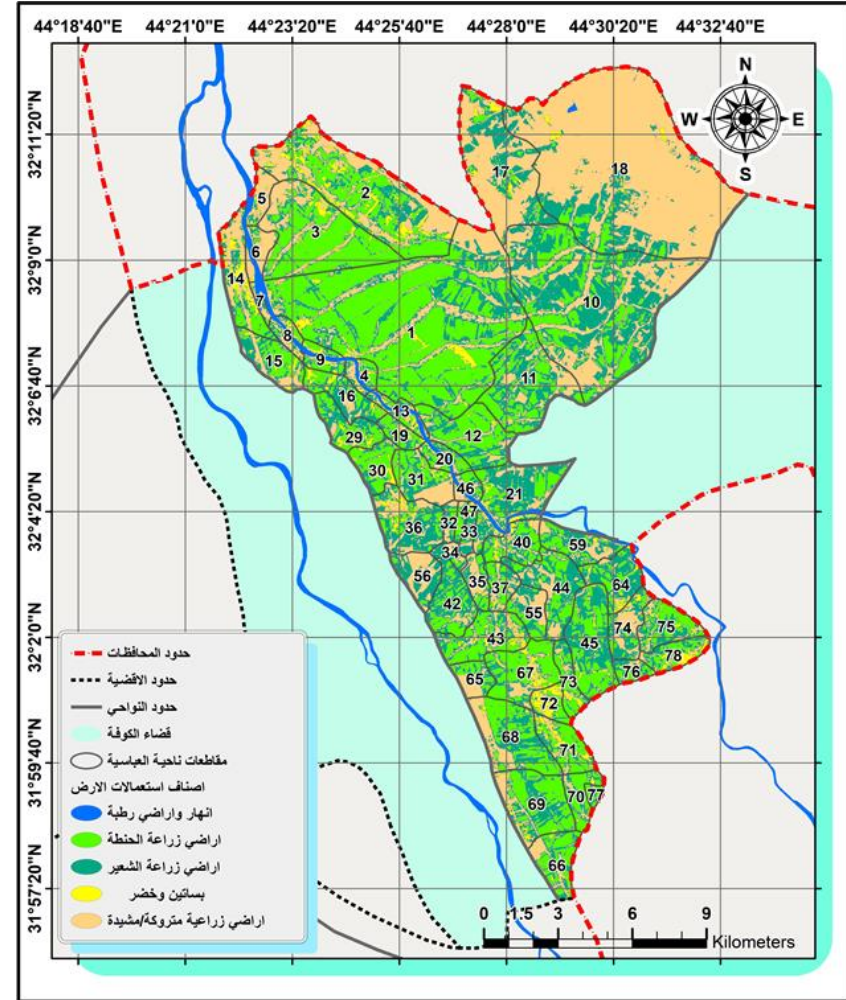 44°18'40"E 44°21'0"E 44°23'20"E 44°25'40"E 44°28'0"E 44°30'20"E 44°32'40"E
N
W E
S
32°11'20"N
32°9'0"N
32°6'40"N
32°4'20"N
32°2'0"N
31°59'40"N
31°57'20"N
17
18
2
5
3
6
14
7
10
8
1
9
15
4
11
16
13
29
19
12
20
30
31
46
21
47
36
32
33
40
59
34
56
35
37
44
64
42
55
43
45
74
75
76
78
65
67
73
72
68
71
69
70
77
66
حدود المحافظات
حدود الاقضية
حدود النواحي
قضاء الكوفة
مقاطعات ناحية العباسية
اصناف استعمالات الارض
انهار واراضي رطبة
اراضي زراعة الحنطة
اراضي زراعة الشعير
بساتين وخضر
اراضي زراعية متروكة/مشيدة
0 1.5 3 6 9
Kilometers